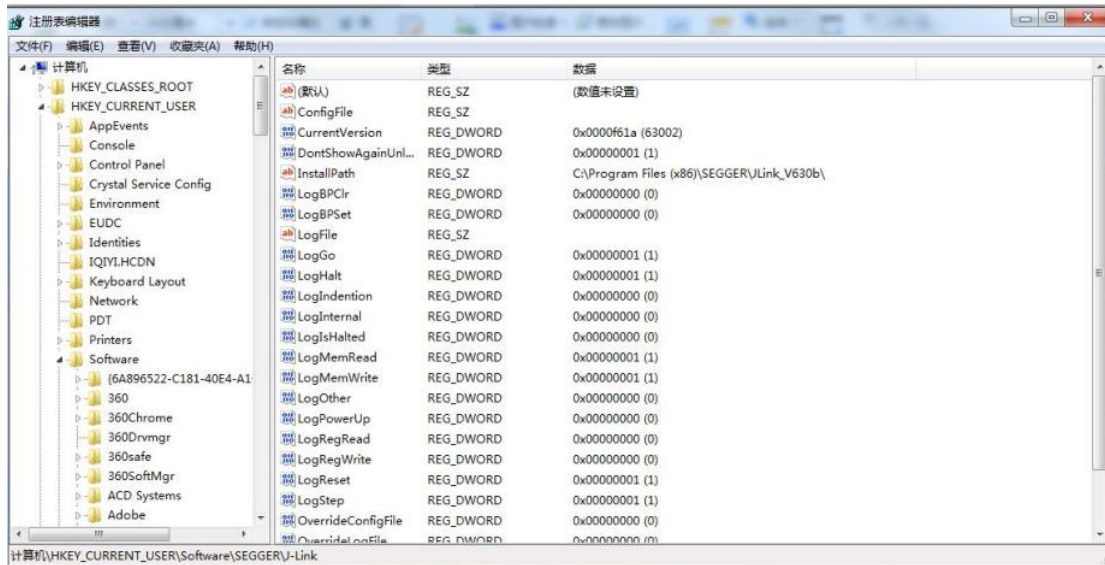 注册表编辑器
文件(F) 编辑(E) 查看(V) 收藏夹(A) 帮助(H)
计算机
HKEY_CLASSES_ROOT
HKEY_CURRENT_USER
AppEvents
Console
Control Panel
Crystal Service Config
Environment
EUDC
Identities
IQIYI.HCDN
Keyboard Layout
Network
PDT
Printers
Software
{6A896522-C181-40E4-A1
360
360Chrome
360Drvmgr
360safe
360SoftMgr
ACD Systems
Adobe
名称 类型 数据
(默认) REG_SZ (数值未设置)
ConfigFile REG_SZ
CurrentVersion REG_DWORD 0x0000f61a (63002)
DontShowAgainUnl... REG_DWORD 0x00000001 (1)
InstallPath REG_SZ C:\Program Files (x86)\SEGGER\JLink_V630b\
LogBPClr REG_DWORD 0x00000000 (0)
LogBPSet REG_DWORD 0x00000000 (0)
LogFile REG_SZ
LogGo REG_DWORD 0x00000001 (1)
LogHalt REG_DWORD 0x00000001 (1)
LogIndention REG_DWORD 0x00000000 (0)
LogInternal REG_DWORD 0x00000000 (0)
LogIsHalted REG_DWORD 0x00000000 (0)
LogMemRead REG_DWORD 0x00000001 (1)
LogMemWrite REG_DWORD 0x00000001 (1)
LogOther REG_DWORD 0x00000000 (0)
LogPowerUp REG_DWORD 0x00000000 (0)
LogRegRead REG_DWORD 0x00000000 (0)
LogRegWrite REG_DWORD 0x00000000 (0)
LogReset REG_DWORD 0x00000001 (1)
LogStep REG_DWORD 0x00000001 (1)
OverrideConfigFile REG_DWORD 0x00000000 (0)
OverrideLogFile REG_DWORD 0x00000000 (0)
计算机\HKEY_CURRENT_USER\Software\SEGGER\J-Link